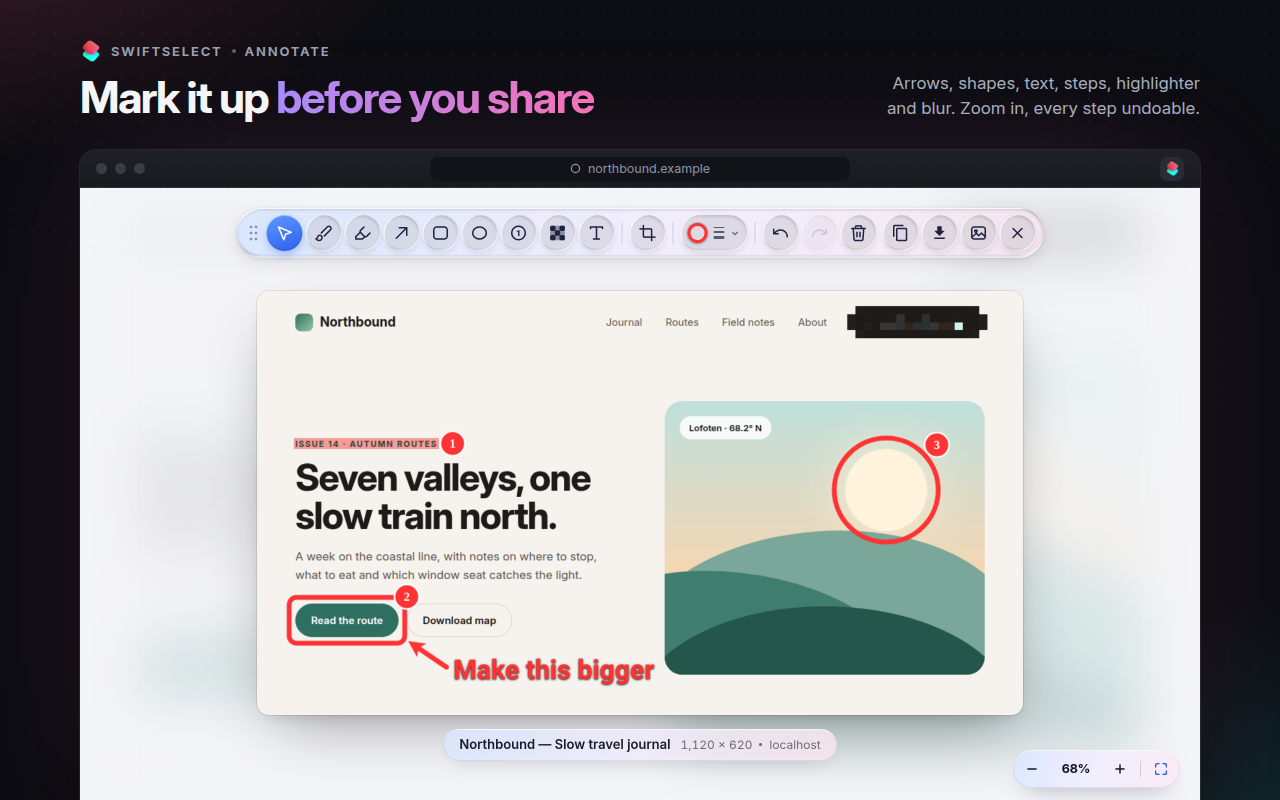 SWIFTSELECT • ANNOTATE
Mark it up before you share
Arrows, shapes, text, steps, highlighter
and blur. Zoom in, every step undoable.
northbound.example
1
T
Northbound
Journal Routes Field notes About
Lofoten · 68.2° N
3
ISSUE 14 · AUTUMN ROUTES 1
Seven valleys, one
slow train north.
A week on the coastal line, with notes on where to stop,
what to eat and which window seat catches the light.
2
Read the route Download map
Make this bigger
Northbound — Slow travel journal 1,120 × 620 • localhost
68%